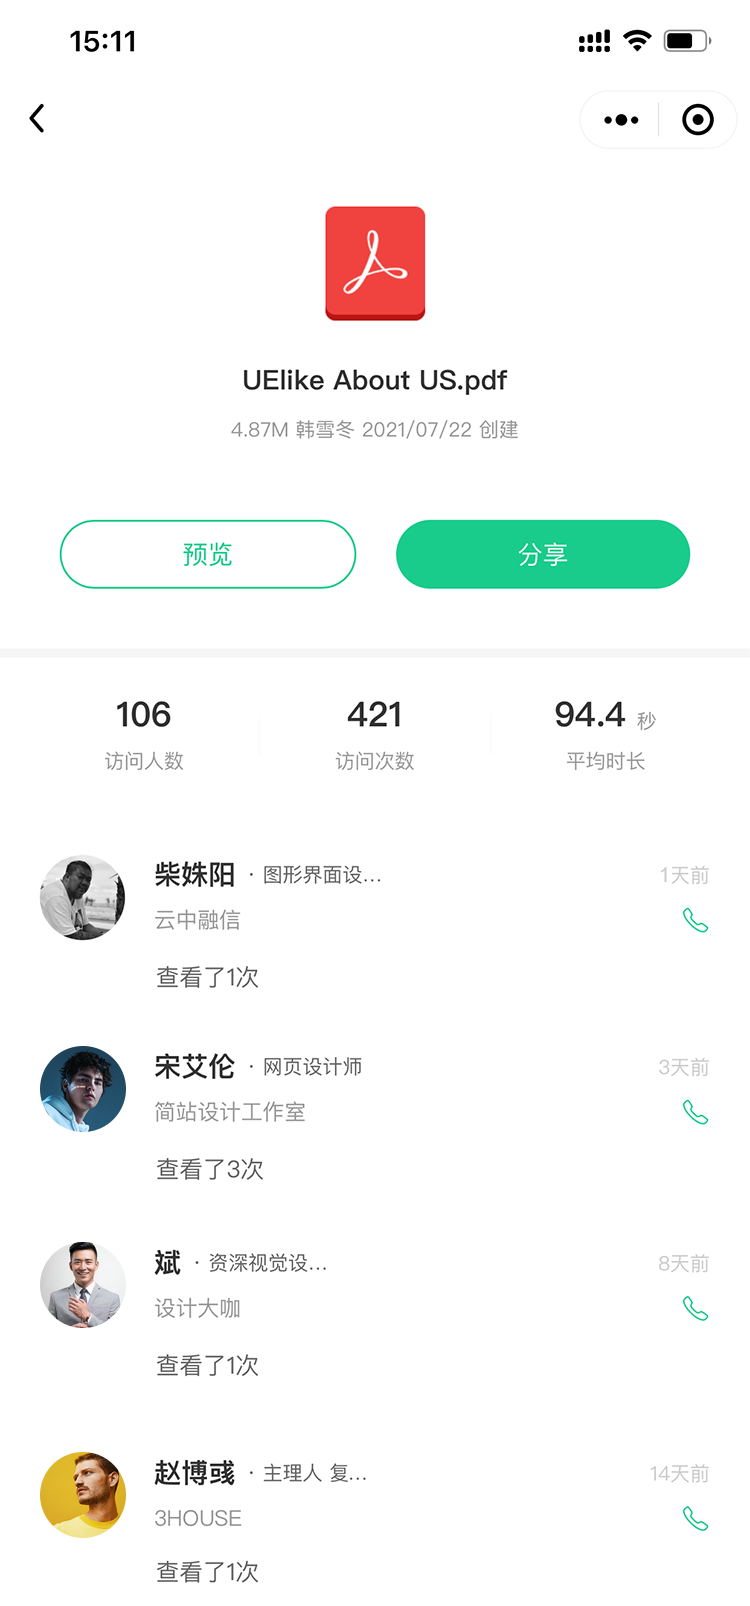 15:11
UElike About US.pdf
4.87M 韩雪冬 2021/07/22 创建
预览
分享
106
421
94.4 秒
访问人数
访问次数
平均时长
柴姝阳 · 图形界面设...
1天前
云中融信
查看了1次
宋艾伦 · 网页设计师
3天前
简站设计工作室
查看了3次
斌 · 资深视觉设...
8天前
设计大咖
查看了1次
赵博彧 · 主理人 复...
14天前
3HOUSE
查看了1次